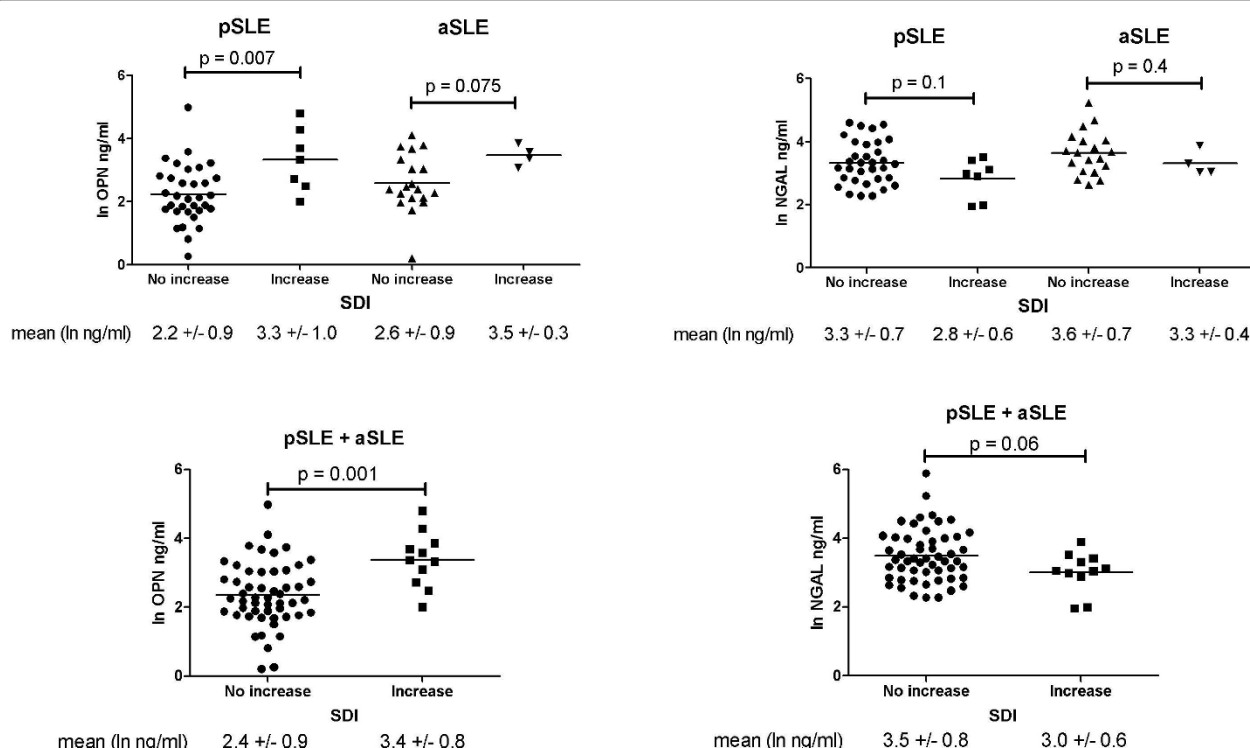 pSLE aSLE
p = 0.007
p = 0.075
ln OPN ng/ml
6
4
2
0
No increase Increase No increase Increase
SDI
mean (ln ng/ml) 2.2 +/- 0.9 3.3 +/- 1.0 2.6 +/- 0.9 3.5 +/- 0.3
pSLE aSLE
p = 0.1
p = 0.4
ln NGAL ng/ml
6
4
2
0
No increase Increase No increase Increase
SDI
mean (ln ng/ml) 3.3 +/- 0.7 2.8 +/- 0.6 3.6 +/- 0.7 3.3 +/- 0.4
pSLE + aSLE
p = 0.001
ln OPN ng/ml
6
4
2
0
No increase Increase
SDI
mean (ln ng/ml) 2.4 +/- 0.9 3.4 +/- 0.8
pSLE + aSLE
p = 0.06
ln NGAL ng/ml
6
4
2
0
No increase Increase
SDI
mean (ln ng/ml) 3.5 +/- 0.8 3.0 +/- 0.6